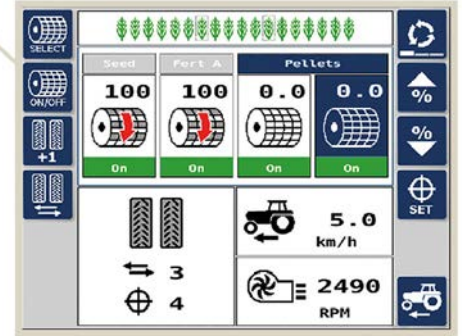 SELECT
Seed Fert A Pellets
ON/OFF
100 100 0.0 0.0
%
+1
On On On On
%
SET
5.0
km/h
3
4
2490
RPM